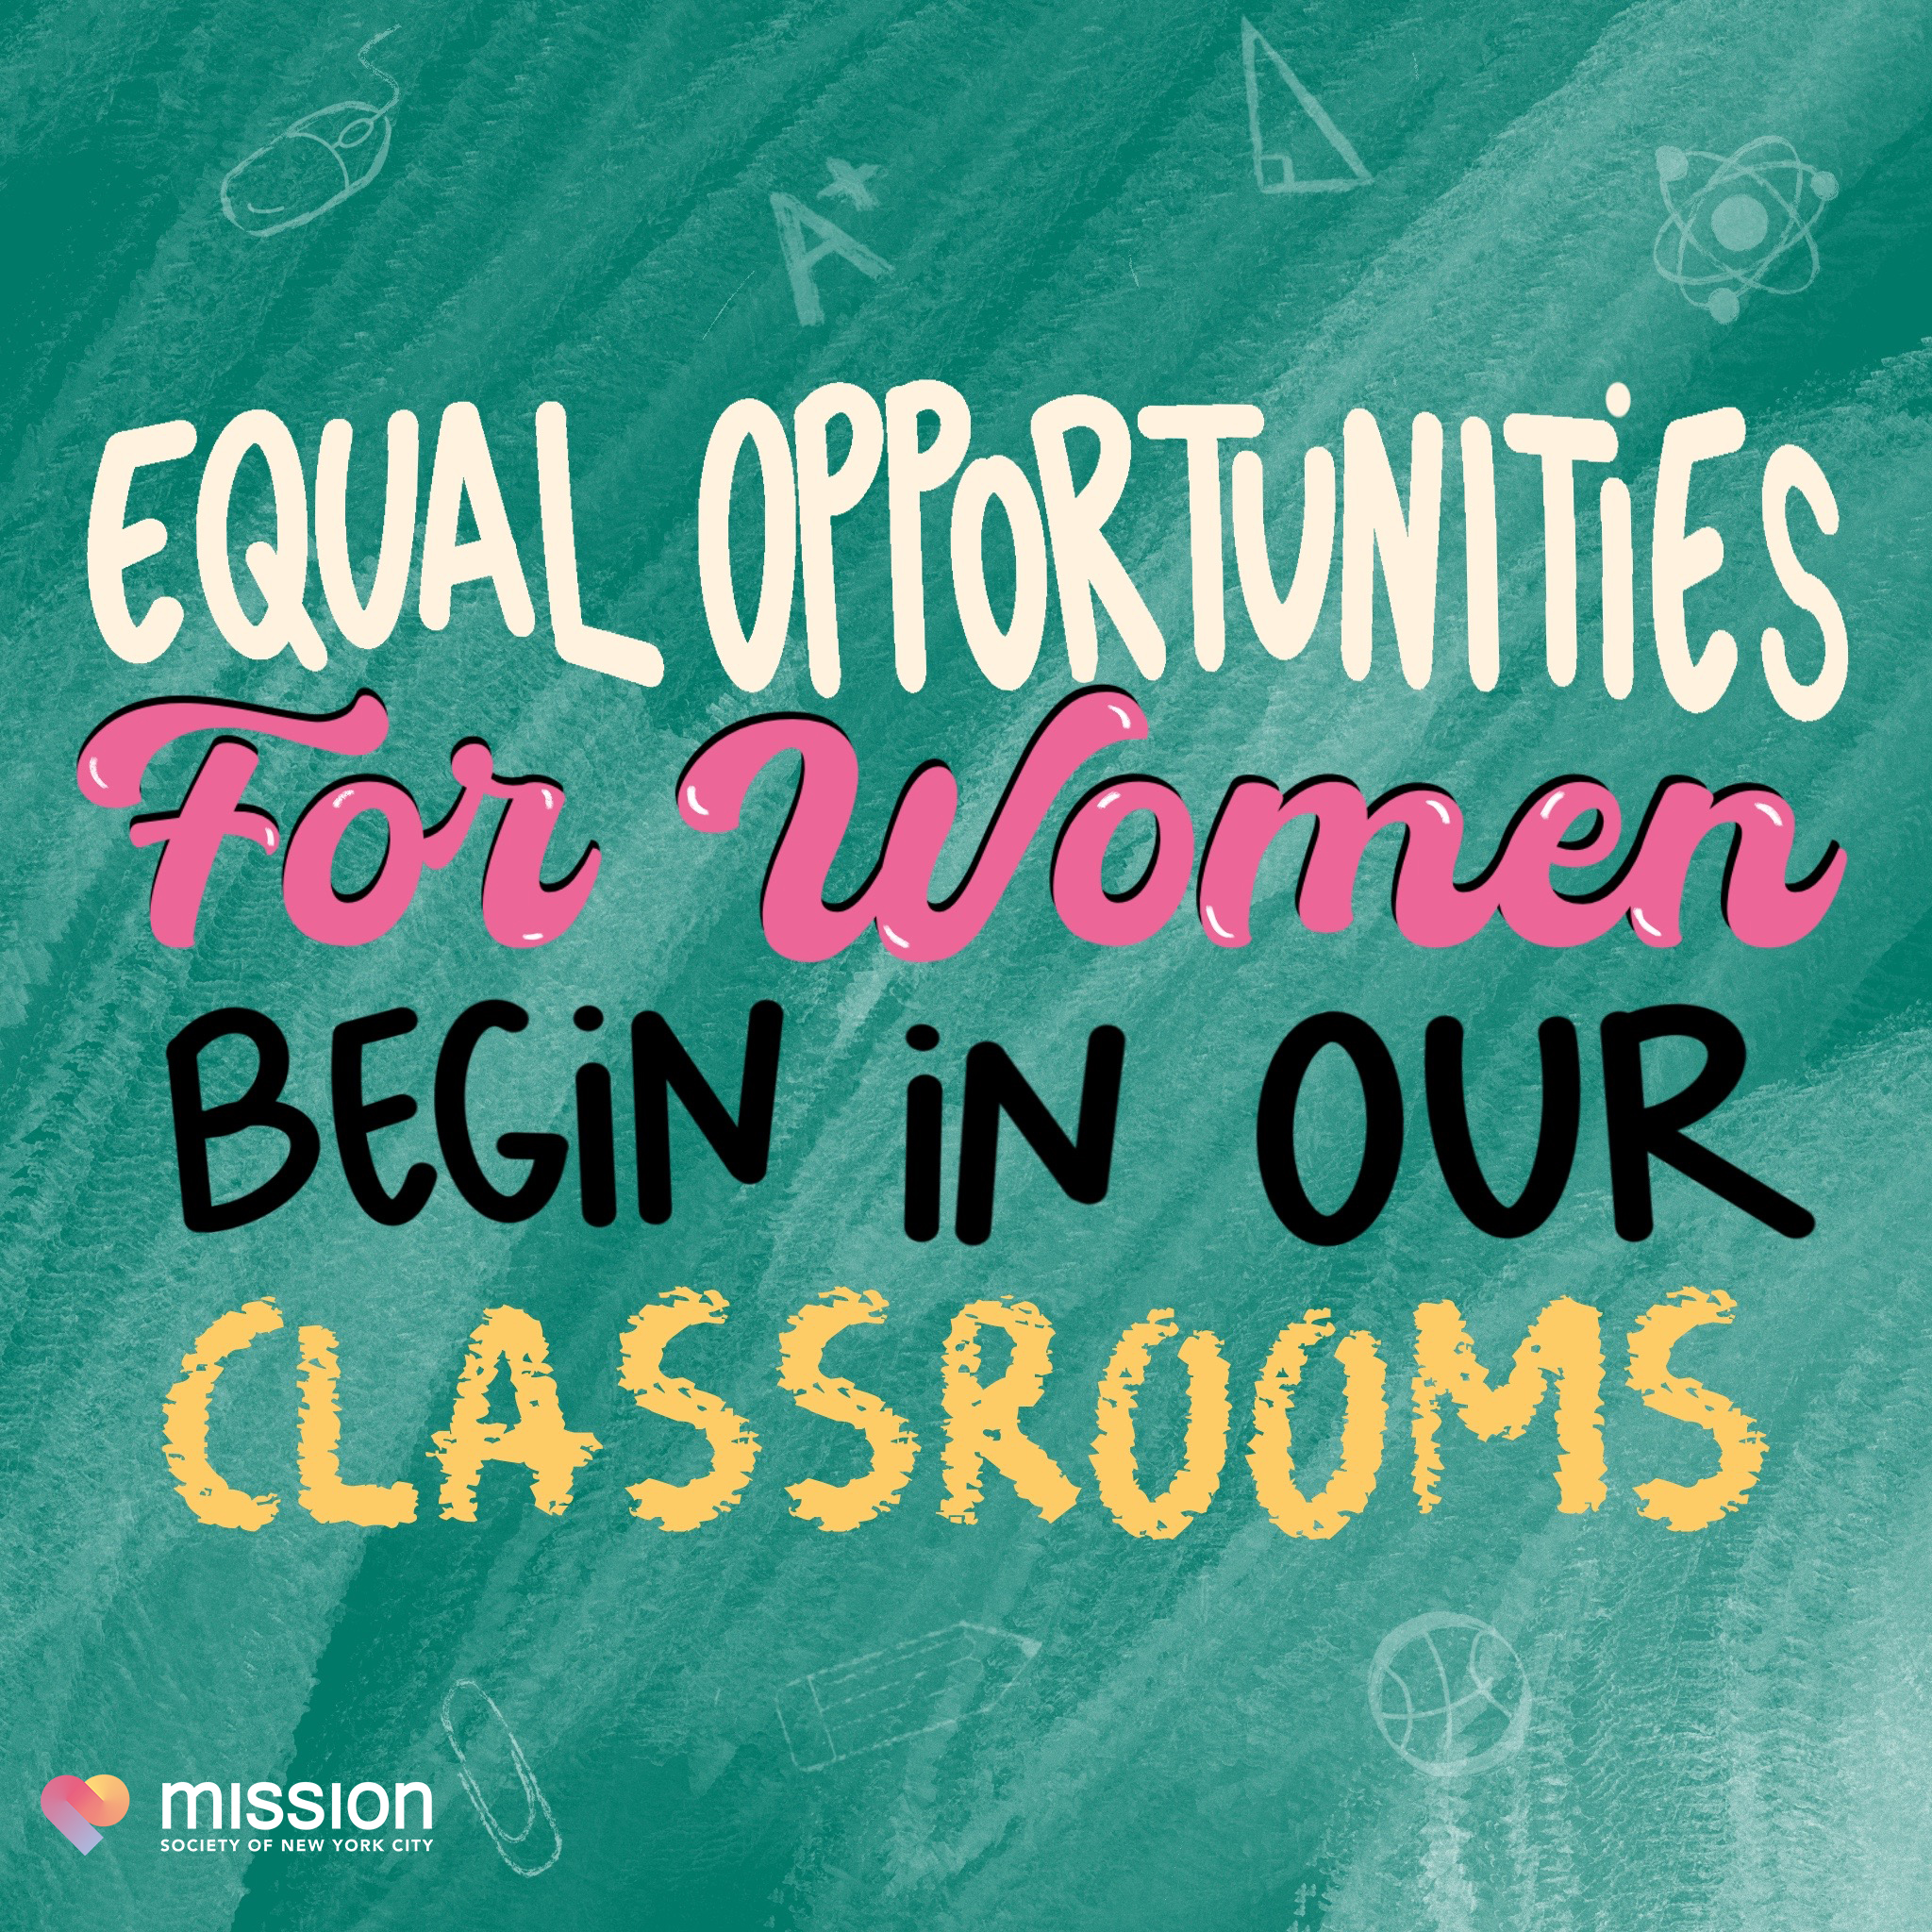 A+
EQUAL OPPORTUNITiES
For Women
BEGiN iN OUR
CLASSROOMS
mission
SOCIETY OF NEW YORK CITY